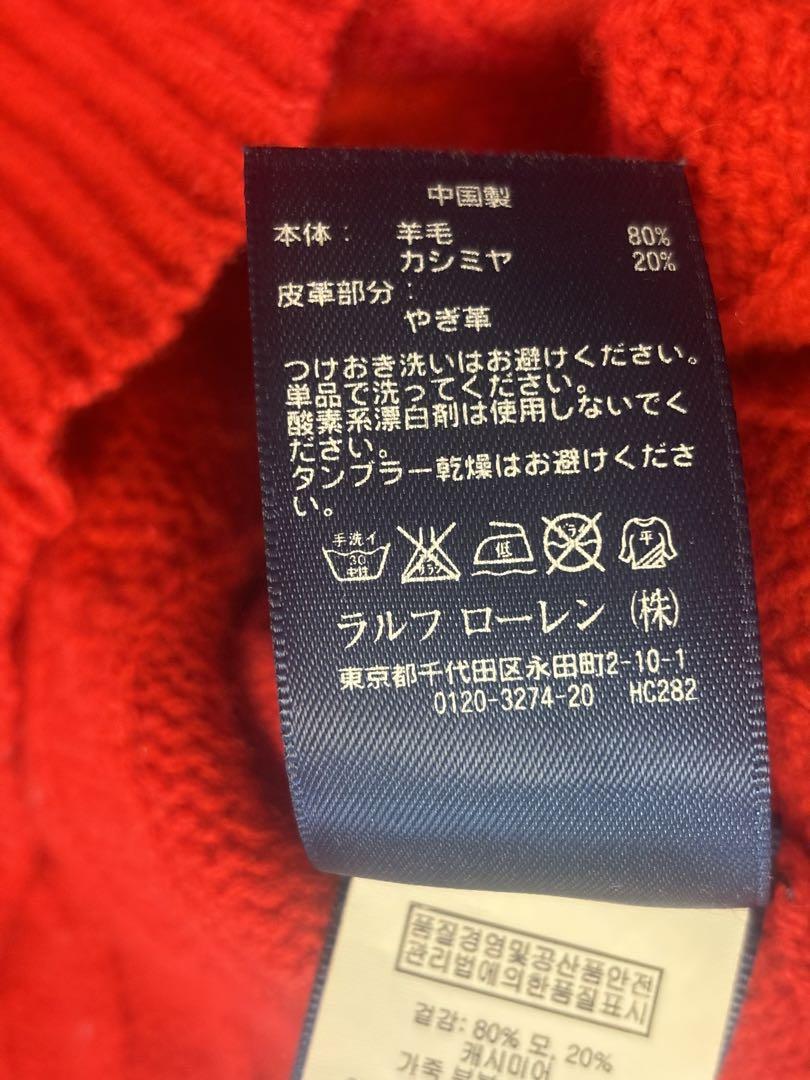 中国製
本体： 羊毛 80%
カシミヤ 20%
皮革部分：
やぎ革
つけおき洗いはお避けください。
単品で洗ってください。
酸素系漂白剤は使用しないでく
ださい。
タンブラー乾燥はお避けくださ
い。
手洗イ 30 中性 低 ドライ 平
ラルフ ローレン（株）
東京都千代田区永田町2-10-1
0120-3274-20 HC282
품질경영및공산품안전
관리법에의한품질표시
겉감: 80% 모, 20%
캐시미어
가죽